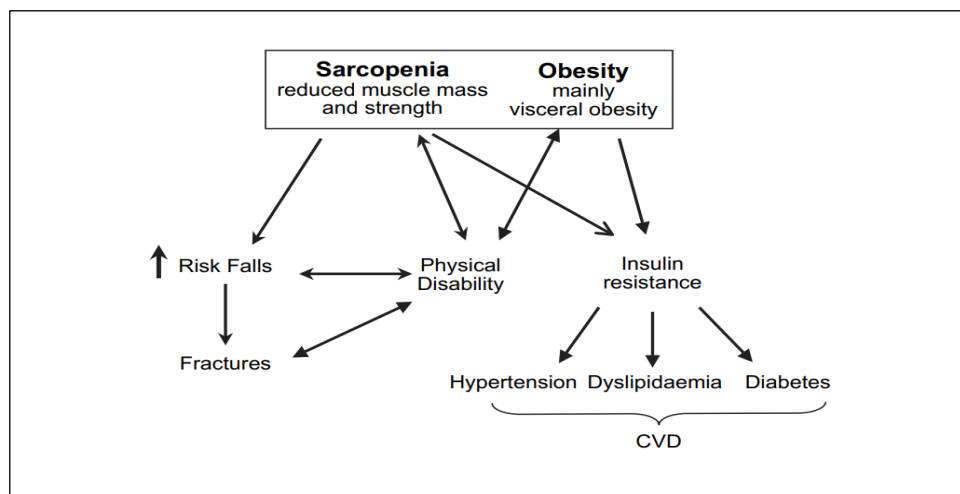 Sarcopenia
reduced muscle mass
and strength
Obesity
mainly
visceral obesity
Risk Falls
Physical
Disability
Insulin
resistance
Fractures
Hypertension
Dyslipidaemia
Diabetes
CVD